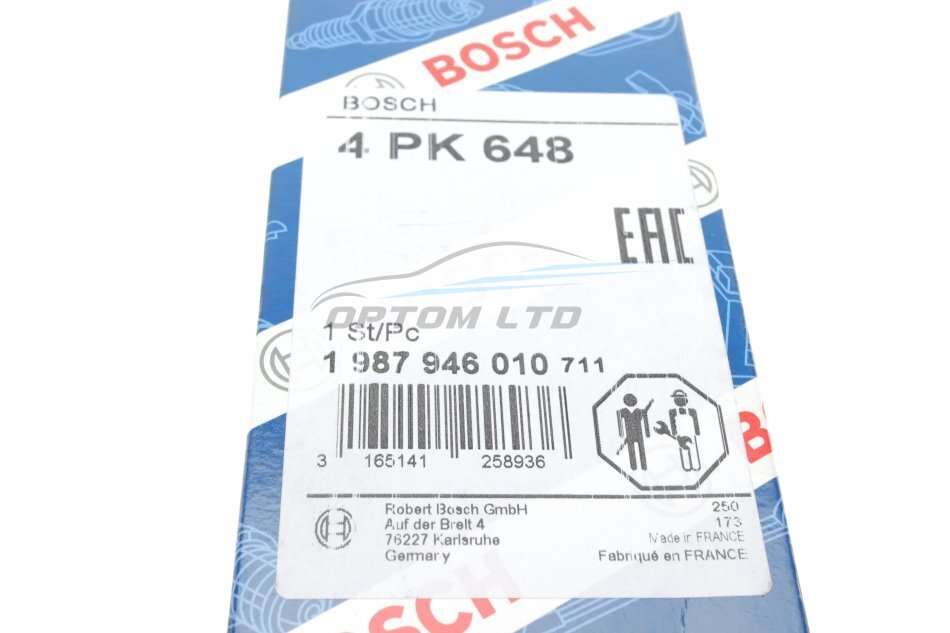 BOSCH
BOSCH
4 PK 648
EAC
OPTOM LTD
1 St/Pc
1 987 946 010 711
3 165141 258936
Robert Bosch GmbH
Auf der Breit 4
76227 Karlsruhe
Germany
250
173
Made in FRANCE
Fabriqué en FRANCE
BOSCH
BOSCH